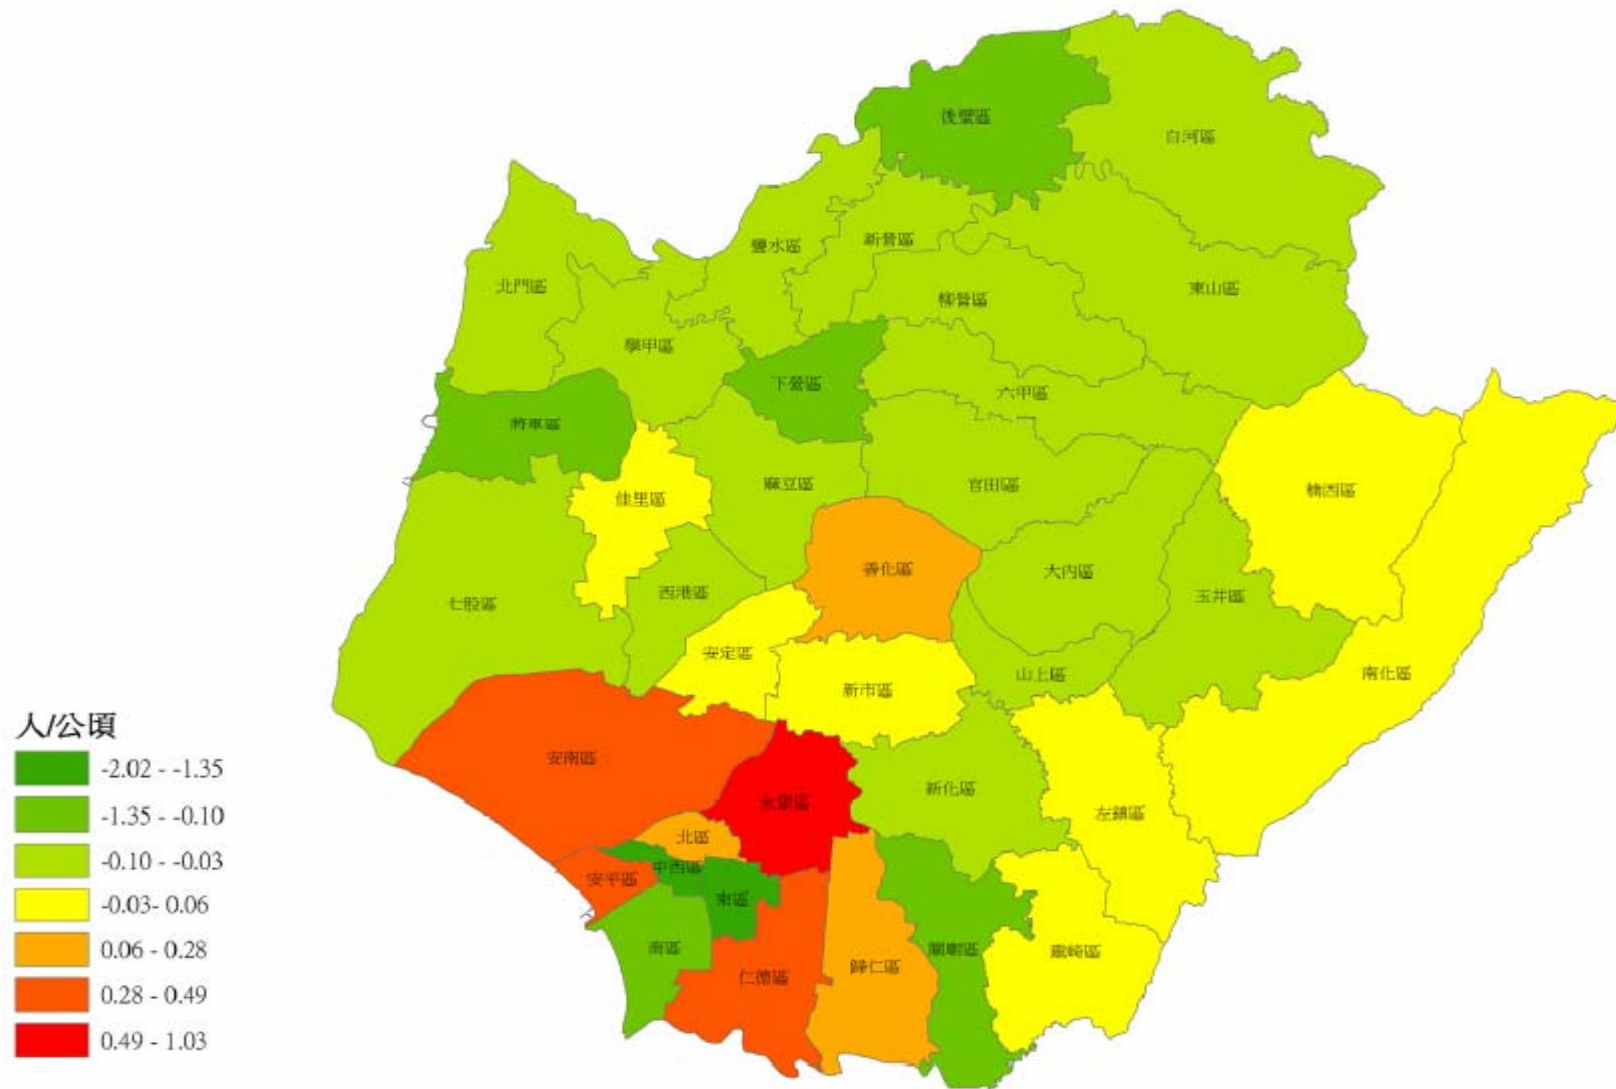 後壁區
白河區
鹽水區
新營區
北門區
柳營區
東山區
學甲區
下營區
六甲區
將軍區
佳里區
麻豆區
官田區
楠西區
善化區
大內區
西港區
七股區
玉井區
安定區
山上區
南化區
新市區
安南區
新化區
永康區
左鎮區
北區
中西區
安平區
東區
南區
關廟區
龍崎區
歸仁區
仁德區
人/公頃
-2.02 - -1.35
-1.35 - -0.10
-0.10 - -0.03
-0.03- 0.06
0.06 - 0.28
0.28 - 0.49
0.49 - 1.03